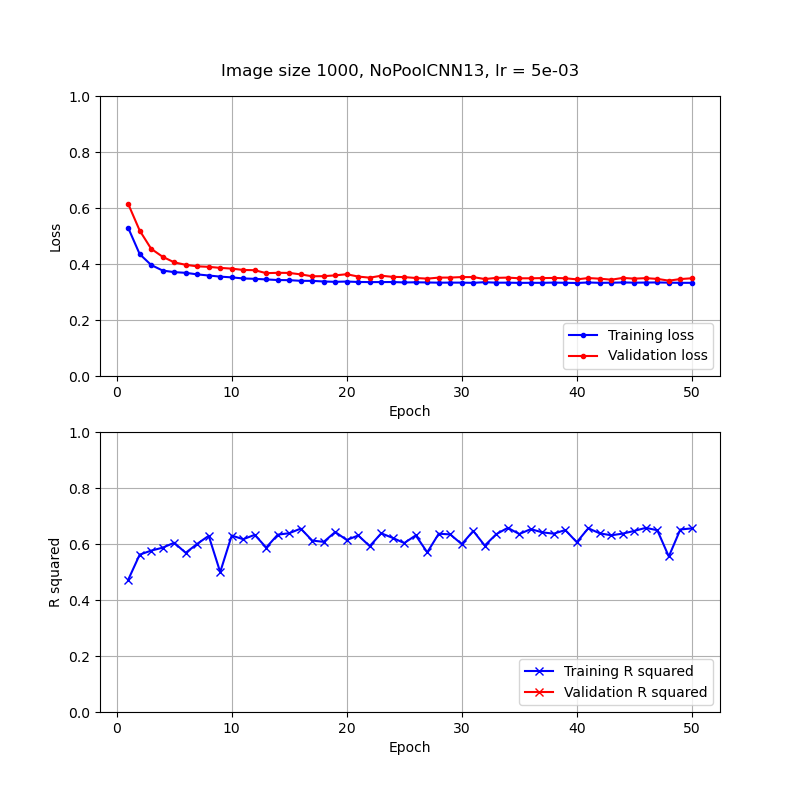 Image size 1000, NoPoolCNN13, lr = 5e-03
1.0
0.8
0.6
0.4
0.2
0.0
Loss
0 10 20 30 40 50
Epoch
Training loss
Validation loss
1.0
0.8
0.6
0.4
0.2
0.0
R squared
0 10 20 30 40 50
Epoch
Training R squared
Validation R squared